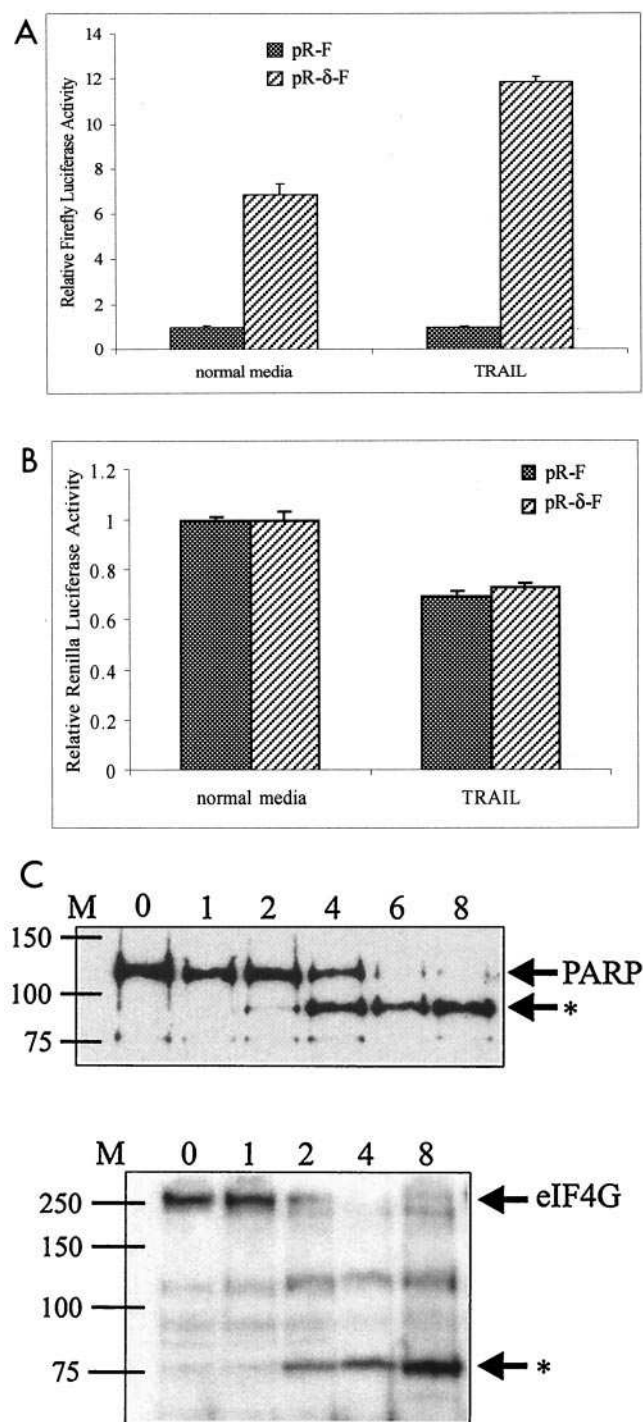 A
Relative Firefly Luciferase Activity
14
12
10
8
6
4
2
0
pR-F
pR-δ-F
normal media
TRAIL
B
Relative Renilla Luciferase Activity
1.2
1
0.8
0.6
0.4
0.2
0
pR-F
pR-δ-F
normal media
TRAIL
C
M 0 1 2 4 6 8
150
PARP
100
*
75
M 0 1 2 4 8
250
eIF4G
150
100
75
*